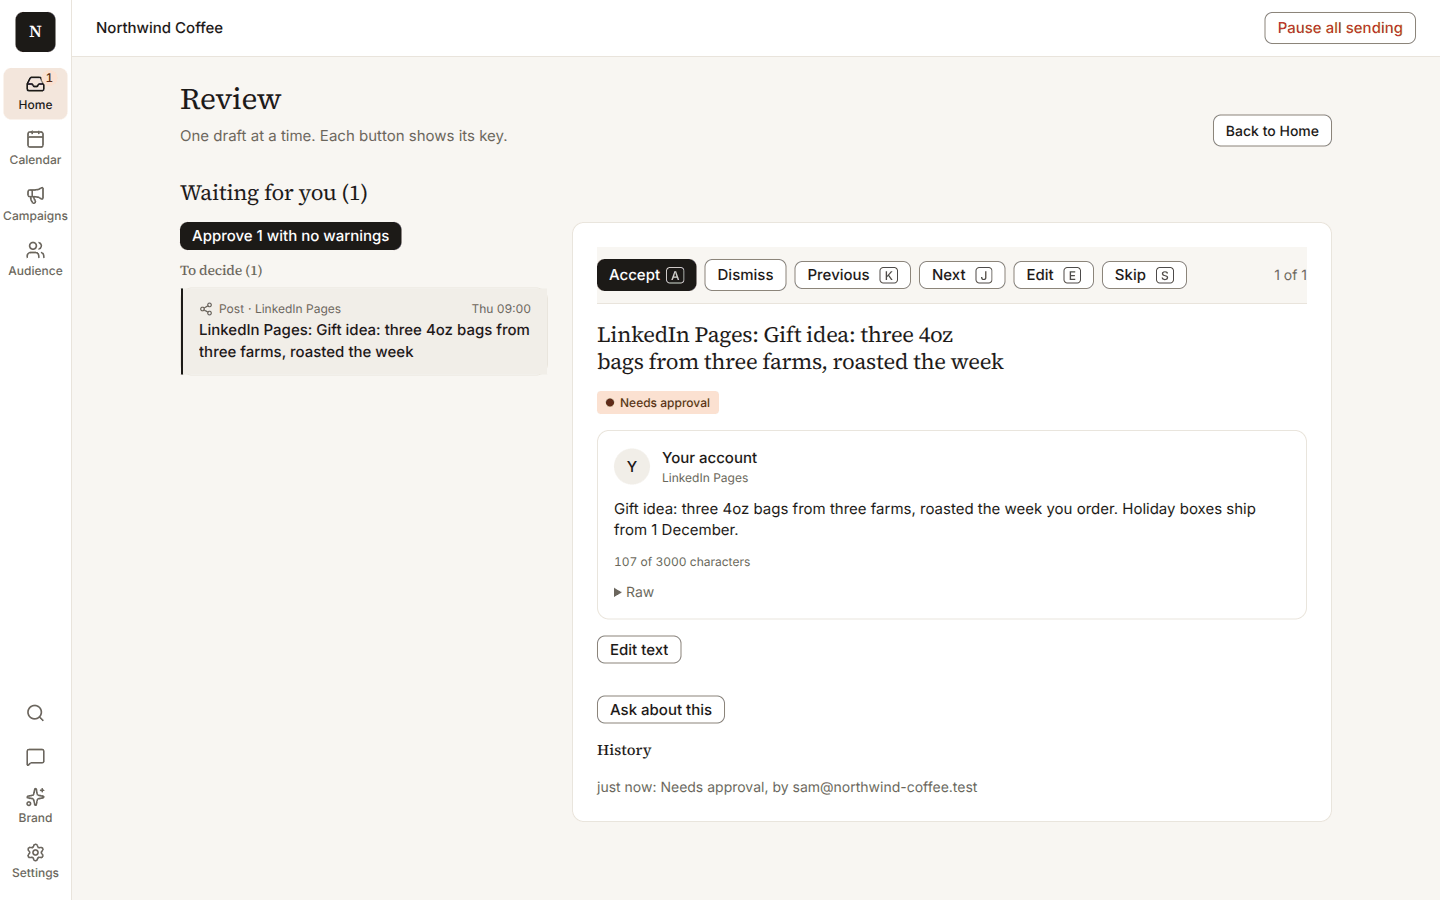 N
Northwind Coffee
Pause all sending
1
Home
Calendar
Campaigns
Audience
Brand
Settings
Review
One draft at a time. Each button shows its key.
Back to Home
Waiting for you (1)
Approve 1 with no warnings
To decide (1)
Post · LinkedIn Pages
Thu 09:00
LinkedIn Pages: Gift idea: three 4oz bags from
three farms, roasted the week
Accept A
Dismiss
Previous K
Next J
Edit E
Skip S
1 of 1
LinkedIn Pages: Gift idea: three 4oz
bags from three farms, roasted the week
Needs approval
Y
Your account
LinkedIn Pages
Gift idea: three 4oz bags from three farms, roasted the week you order. Holiday boxes ship
from 1 December.
107 of 3000 characters
Raw
Edit text
Ask about this
History
just now: Needs approval, by sam@northwind-coffee.test